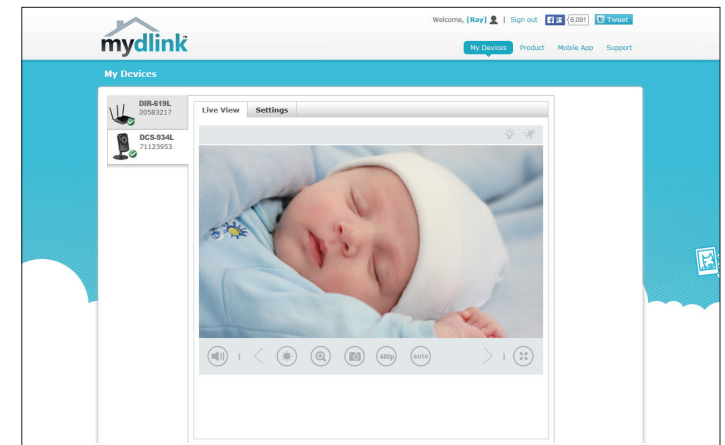 Welcome, [Ray] | Sign out 6,091 Tweet
mydlink
My Devices Product Mobile App Support
My Devices
DIR-619L
20583217
DCS-934L
71123953
Live View Settings
480p auto